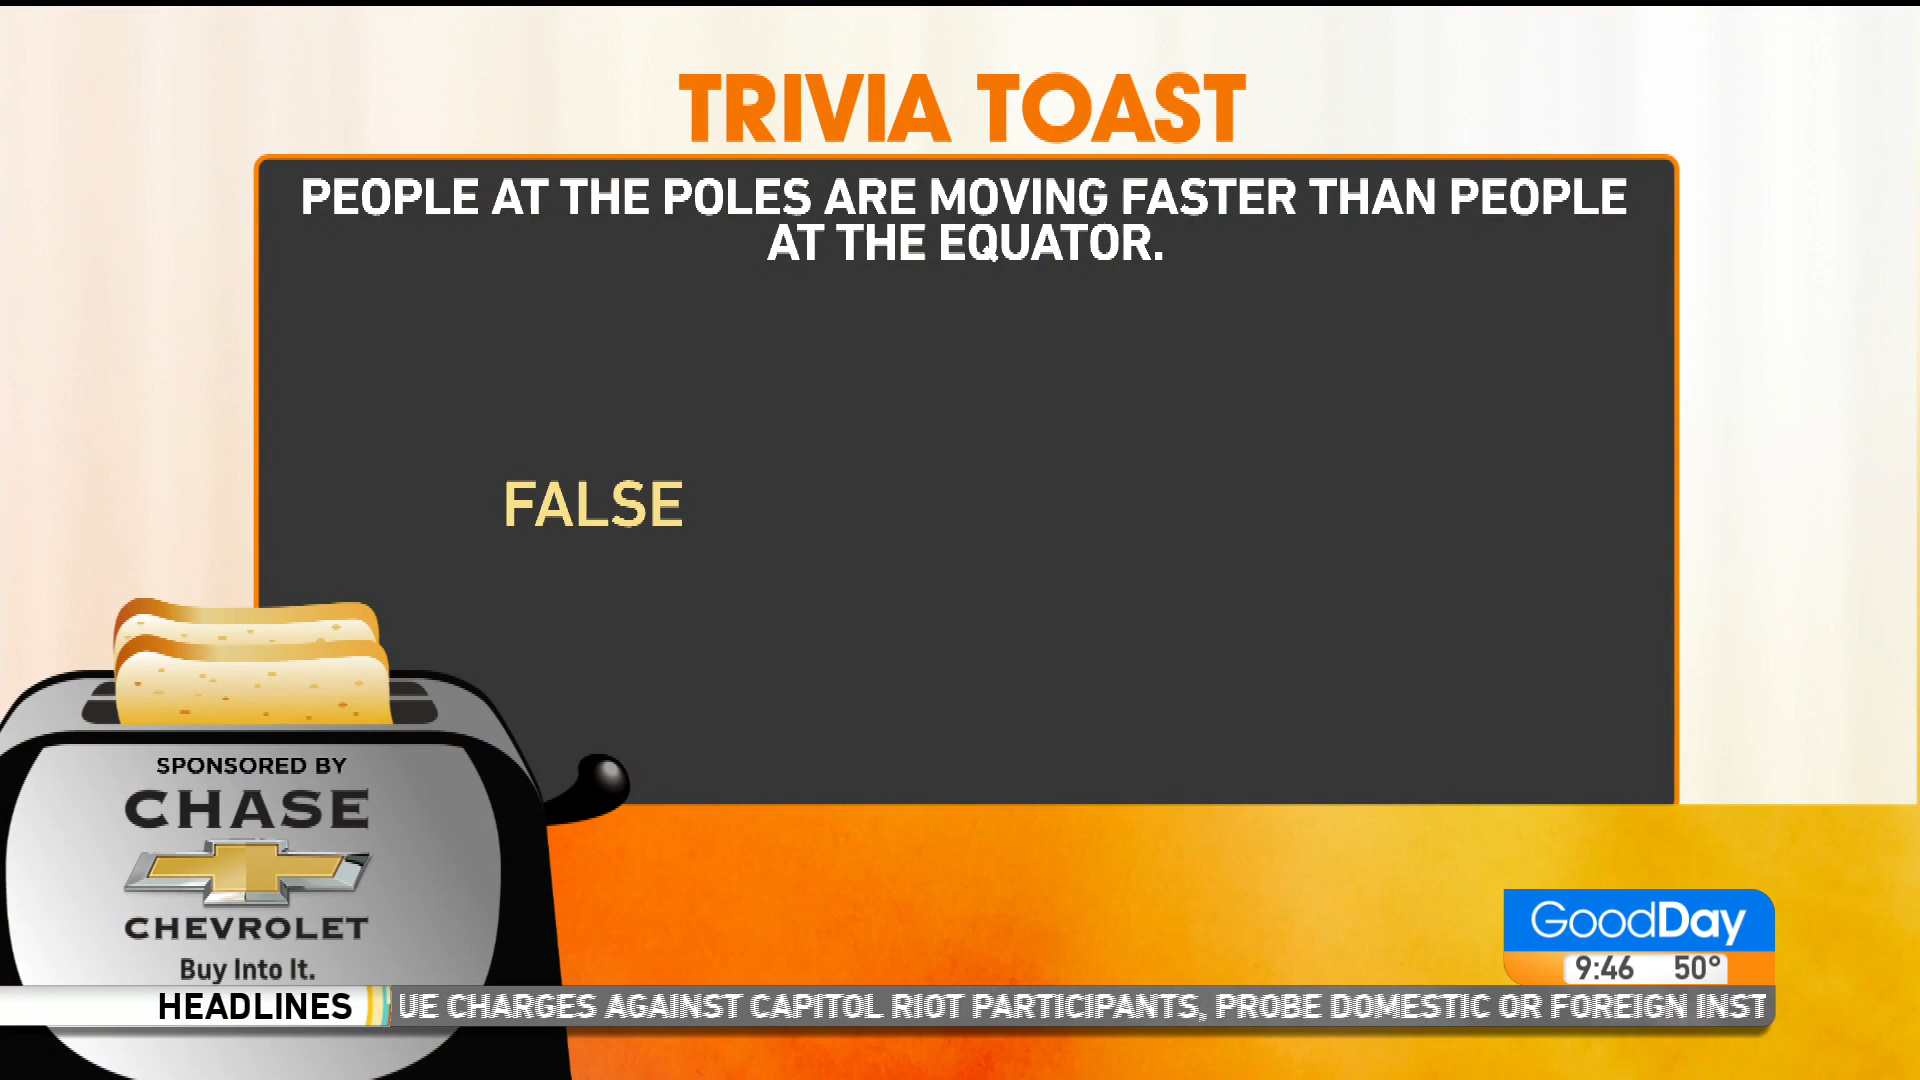 TRIVIA TOAST
PEOPLE AT THE POLES ARE MOVING FASTER THAN PEOPLE
AT THE EQUATOR.
FALSE
SPONSORED BY
CHASE
CHEVROLET
Buy Into It.
GoodDay
9:46 50°
HEADLINES UE CHARGES AGAINST CAPITOL RIOT PARTICIPANTS, PROBE DOMESTIC OR FOREIGN INST